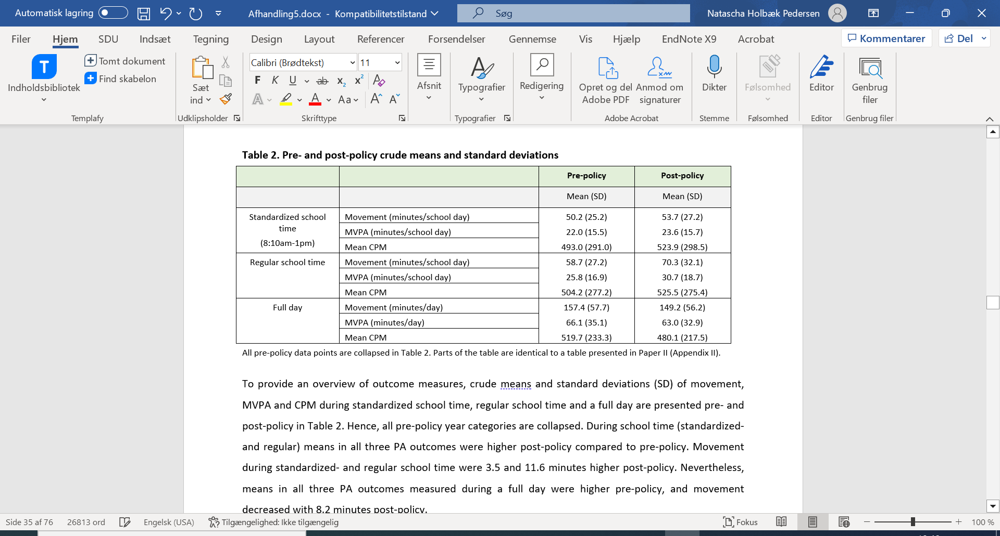 Automatisk lagring
Afhandling5.docx - Kompatibilitetstilstand
Søg
Natascha Holbæk Pedersen
Filer Hjem SDU Indsæt Tegning Design Layout Referencer Forsendelser Gennemse Vis Hjælp EndNote X9 Acrobat Kommentarer Del
T
Indholdsbibliotek
Tomt dokument
Find skabelon
Templafy
Sæt
ind
Udklipsholder
Calibri (Brødtekst) 11
F K U ab x2 x2 A
A A Aa A A
Skrifttype
Afsnit
Typografier
Typografier
Redigering
Opret og del
Adobe PDF
Anmod om
signaturer
Adobe Acrobat
Dikter
Stemme
Følsomhed
Følsomhed
Editor
Editor
Genbrug
filer
Genbrug filer
Table 2. Pre- and post-policy crude means and standard deviations
Pre-policy Post-policy
Mean (SD) Mean (SD)
Standardized school
time
(8:10am-1pm)
Movement (minutes/school day) 50.2 (25.2) 53.7 (27.2)
MVPA (minutes/school day) 22.0 (15.5) 23.6 (15.7)
Mean CPM 493.0 (291.0) 523.9 (298.5)
Regular school time Movement (minutes/school day) 58.7 (27.2) 70.3 (32.1)
MVPA (minutes/school day) 25.8 (16.9) 30.7 (18.7)
Mean CPM 504.2 (277.2) 525.5 (275.4)
Full day Movement (minutes/day) 157.4 (57.7) 149.2 (56.2)
MVPA (minutes/day) 66.1 (35.1) 63.0 (32.9)
Mean CPM 519.7 (233.3) 480.1 (217.5)
All pre-policy data points are collapsed in Table 2. Parts of the table are identical to a table presented in Paper II (Appendix II).
To provide an overview of outcome measures, crude means and standard deviations (SD) of movement,
MVPA and CPM during standardized school time, regular school time and a full day are presented pre- and
post-policy in Table 2. Hence, all pre-policy year categories are collapsed. During school time (standardized-
and regular) means in all three PA outcomes were higher post-policy compared to pre-policy. Movement
during standardized- and regular school time were 3.5 and 11.6 minutes higher post-policy. Nevertheless,
means in all three PA outcomes measured during a full day were higher pre-policy, and movement
decreased with 8.2 minutes post-policy.
Side 35 af 76 26813 ord Engelsk (USA) Tilgængelighed: Ikke tilgængelig Fokus 100 %